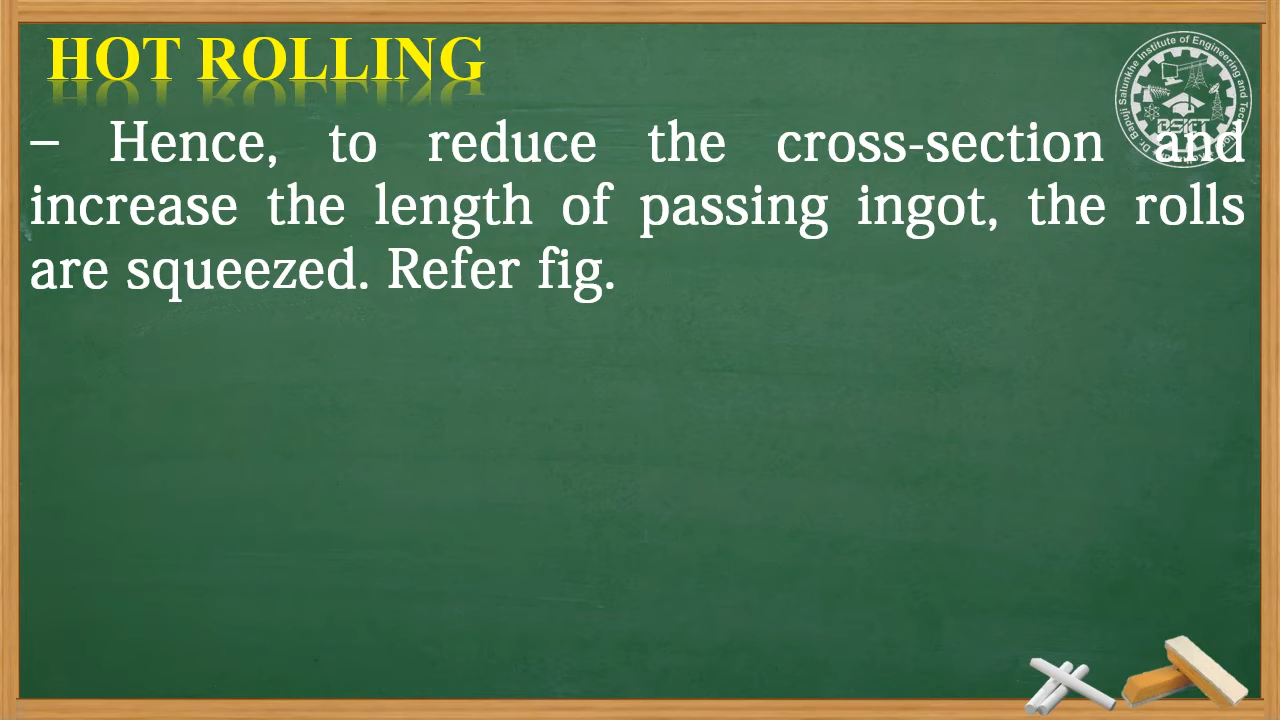 HOT ROLLING
– Hence, to reduce the cross-section and
increase the length of passing ingot, the rolls
are squeezed. Refer fig.